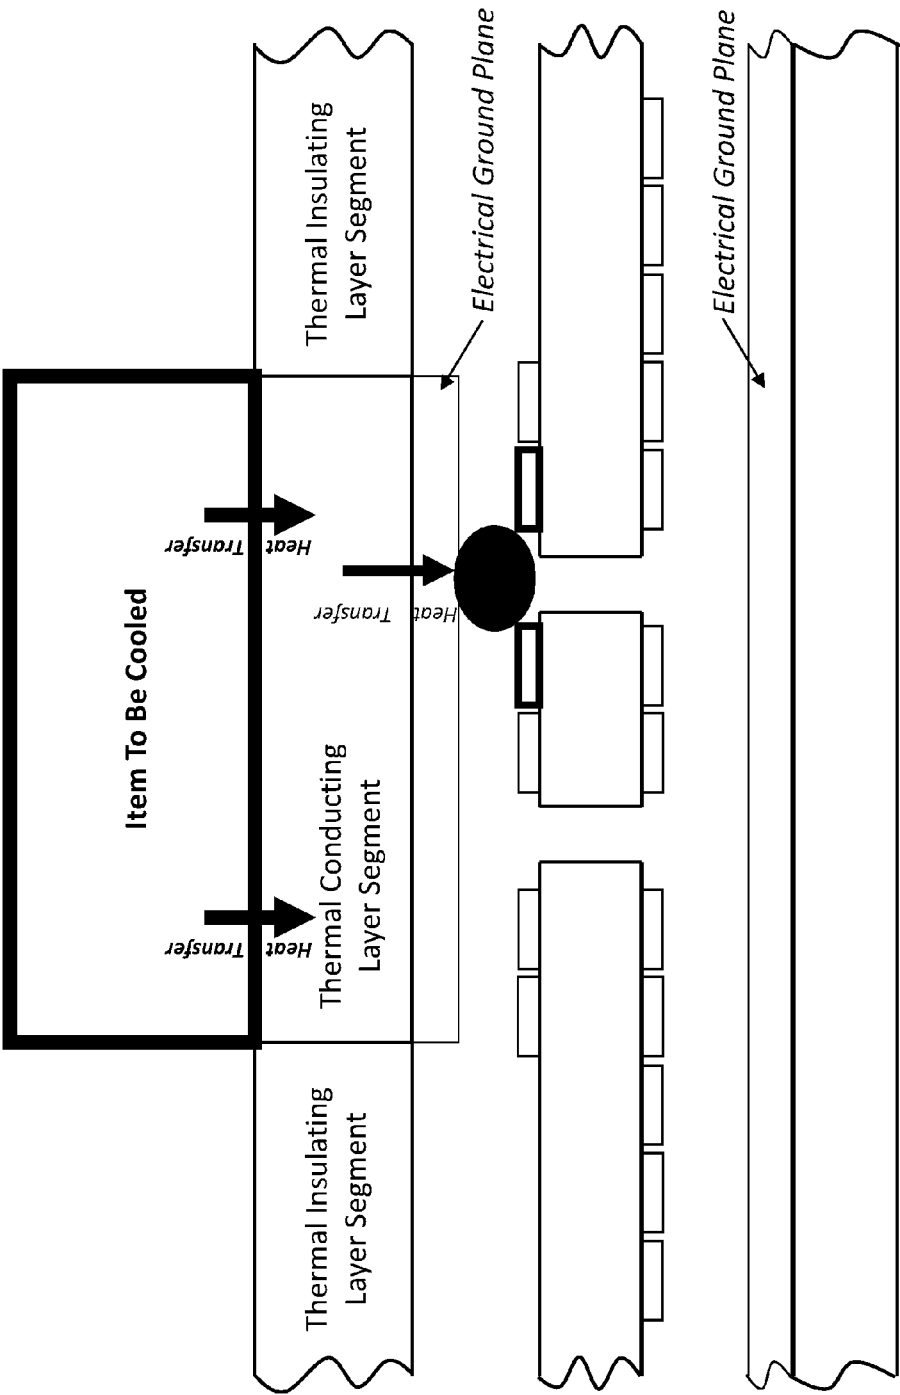 Item To Be Cooled
Heat
Transfer
Heat
Transfer
Thermal Insulating
Layer Segment
Thermal Conducting
Layer Segment
Heat
Transfer
Thermal Insulating
Layer Segment
Electrical Ground Plane
Electrical Ground Plane